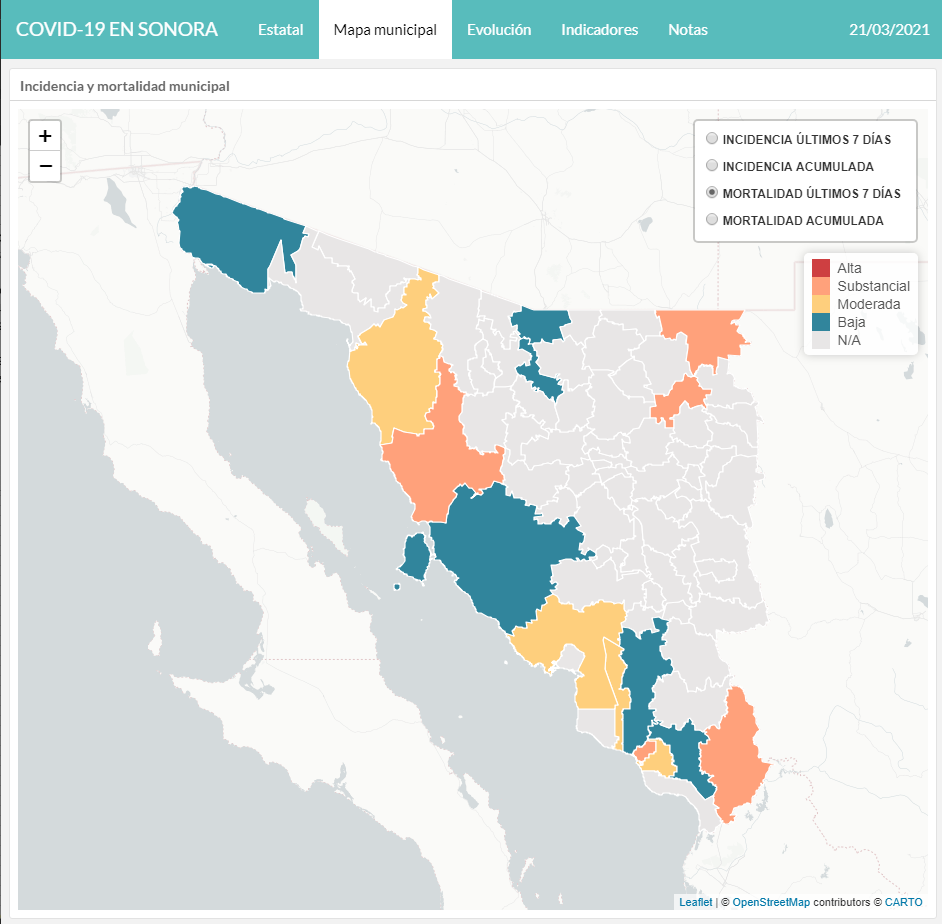 COVID-19 EN SONORA Estatal Mapa municipal Evolución Indicadores Notas 21/03/2021
Incidencia y mortalidad municipal
+
−
INCIDENCIA ÚLTIMOS 7 DÍAS
INCIDENCIA ACUMULADA
MORTALIDAD ÚLTIMOS 7 DÍAS
MORTALIDAD ACUMULADA
Alta
Substancial
Moderada
Baja
N/A
Leaflet | © OpenStreetMap contributors © CARTO